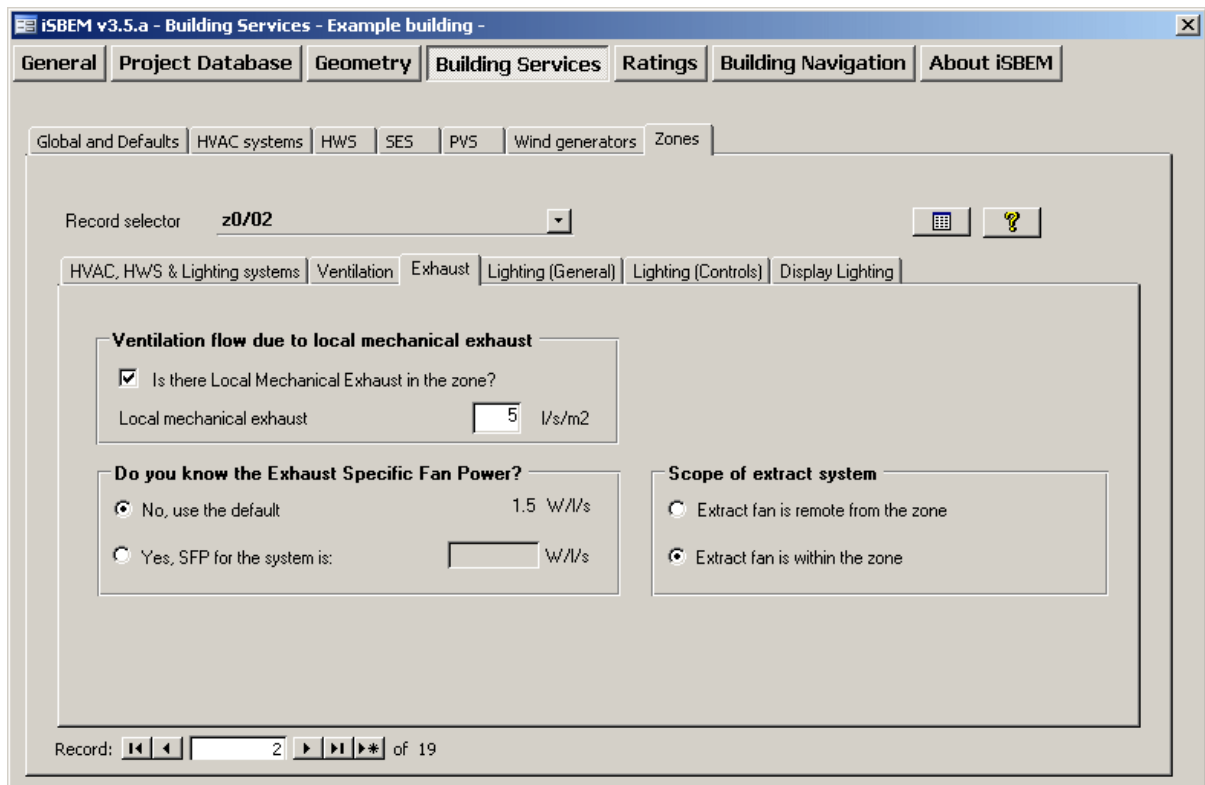 iSBEM v3.5.a - Building Services - Example building -
General Project Database Geometry Building Services Ratings Building Navigation About iSBEM
Global and Defaults HVAC systems HWS SES PVS Wind generators Zones
Record selector z0/02
HVAC, HWS & Lighting systems Ventilation Exhaust Lighting (General) Lighting (Controls) Display Lighting
Ventilation flow due to local mechanical exhaust
Is there Local Mechanical Exhaust in the zone?
Local mechanical exhaust 5 l/s/m2
Do you know the Exhaust Specific Fan Power?
No, use the default 1.5 W/l/s
Yes, SFP for the system is: W/l/s
Scope of extract system
Extract fan is remote from the zone
Extract fan is within the zone
Record: 2 of 19